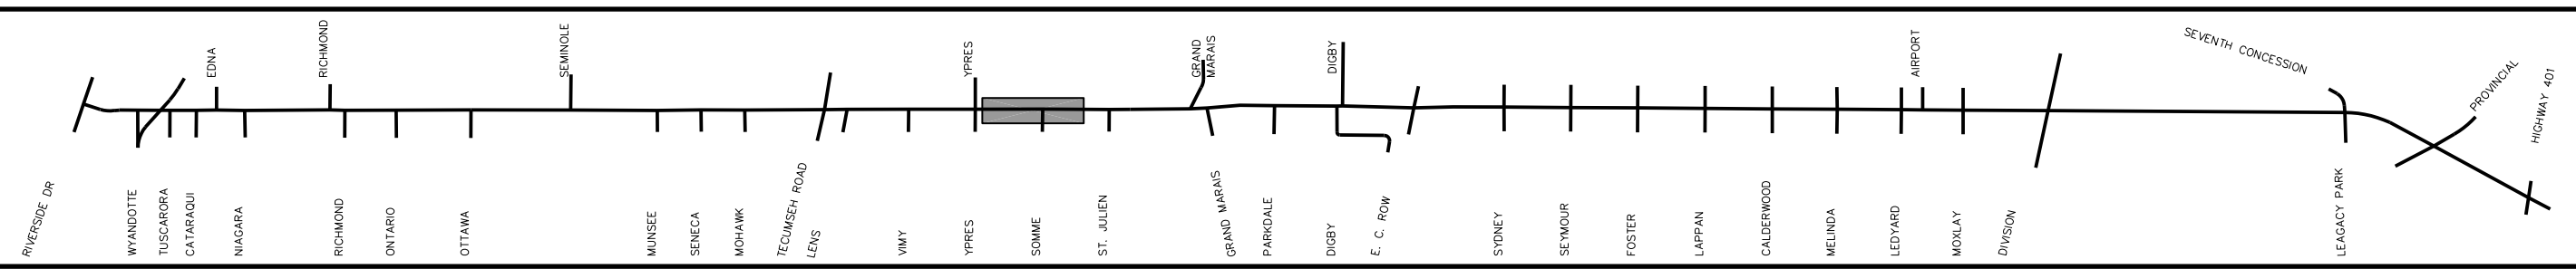 EDNA
RICHMOND
SEMINOLE
YPRES
GRAND
MARAIS
DIGBY
AIRPORT
SEVENTH CONCESSION
PROVINCIAL
HIGHWAY 401
RIVERSIDE DR
WYANDOTTE
TUSCARORA
CATARAQUI
NIAGARA
RICHMOND
ONTARIO
OTTAWA
MUNSEE
SENECA
MOHAWK
TECUMSEH ROAD
LENS
VIMY
YPRES
SOMME
ST. JULIEN
GRAND MARAIS
PARKDALE
DIGBY
E. C. ROW
SYDNEY
SEYMOUR
FOSTER
LAPPAN
CALDERWOOD
MELINDA
LEDYARD
MOXLAY
DIVISION
LEAGACY PARK